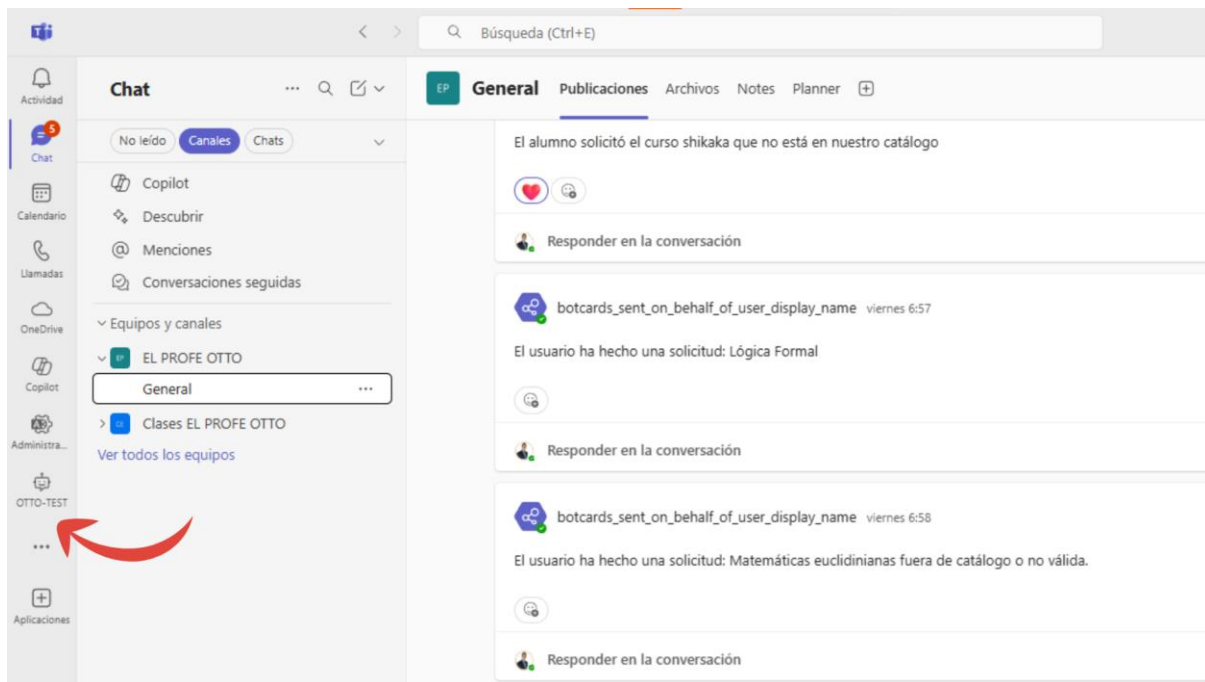 Búsqueda (Ctrl+E)
Actividad
5
Chat
Calendario
Llamadas
OneDrive
Copilot
Administra...
OTTO-TEST
Aplicaciones
Chat
No leído Canales Chats
Copilot
Descubrir
Menciones
Conversaciones seguidas
Equipos y canales
EP EL PROFE OTTO
General
CE Clases EL PROFE OTTO
Ver todos los equipos
EP General Publicaciones Archivos Notes Planner
El alumno solicitó el curso shikaka que no está en nuestro catálogo
Responder en la conversación
botcards_sent_on_behalf_of_user_display_name viernes 6:57
El usuario ha hecho una solicitud: Lógica Formal
Responder en la conversación
botcards_sent_on_behalf_of_user_display_name viernes 6:58
El usuario ha hecho una solicitud: Matemáticas euclidinianas fuera de catálogo o no válida.
Responder en la conversación